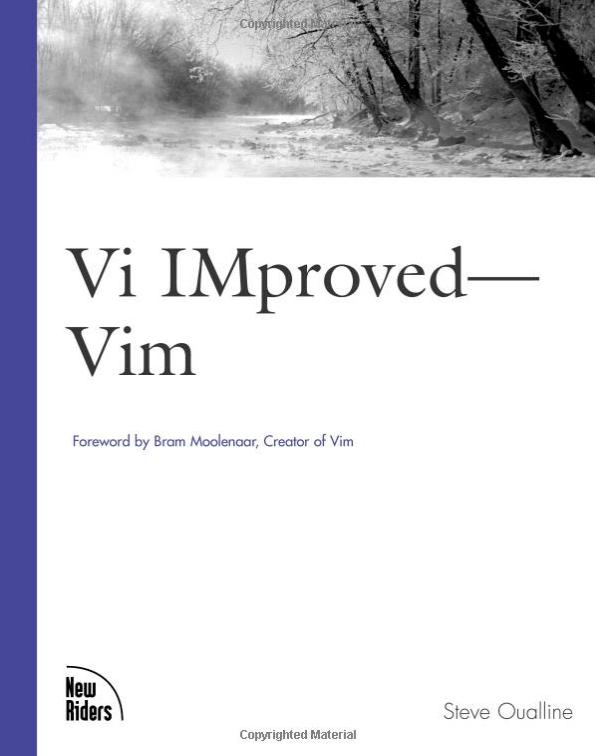 Copyrighted Material
Vi IMproved—
Vim
Foreword by Bram Moolenaar, Creator of Vim
New
Riders
Steve Oualline
Copyrighted Material